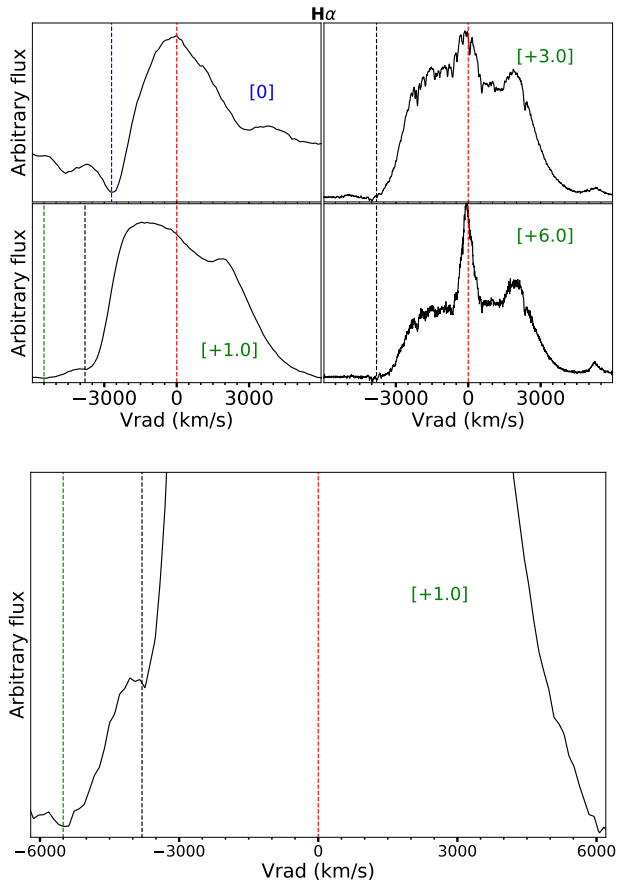 Hα
Arbitrary flux
[0]
[+3.0]
Arbitrary flux
[+1.0]
[+6.0]
−3000 0 3000
−3000 0 3000
Vrad (km/s)
Vrad (km/s)
Arbitrary flux
[+1.0]
−6000 −3000 0 3000 6000
Vrad (km/s)